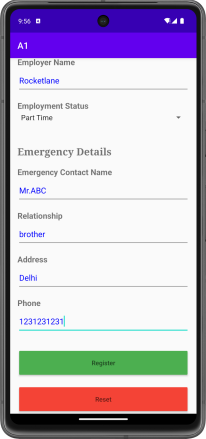 9:56
A1
Employer Name
Rocketlane
Employment Status
Part Time
Emergency Details
Emergency Contact Name
Mr.ABC
Relationship
brother
Address
Delhi
Phone
1231231231
Register
Reset